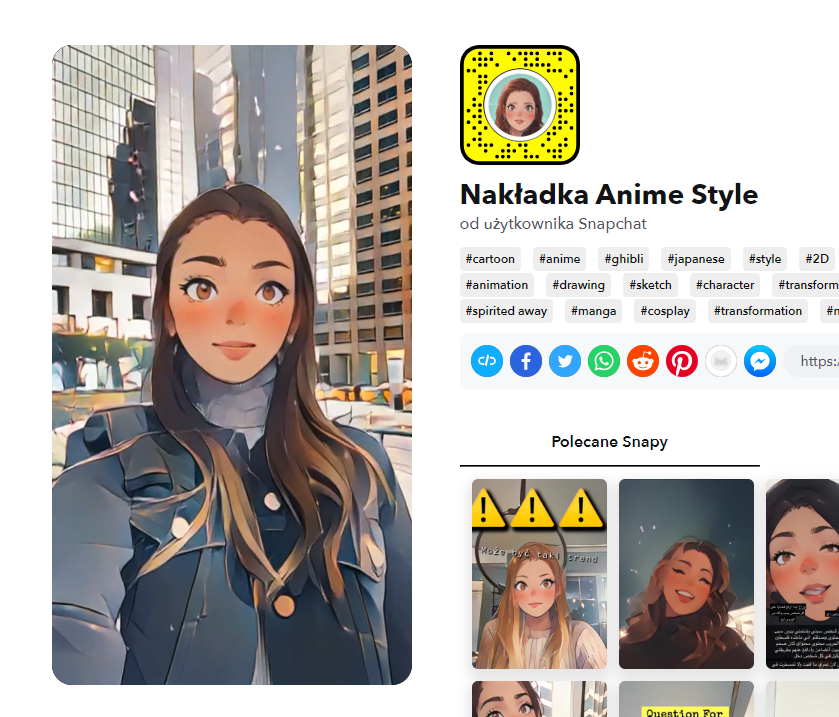 Nakładka Anime Style
od użytkownika Snapchat
#cartoon #anime #ghibli #japanese #style #2D
#animation #drawing #sketch #character #transform
#spirited away #manga #cosplay #transformation
https:/
Polecane Snapy
Może być taki trend
Question For